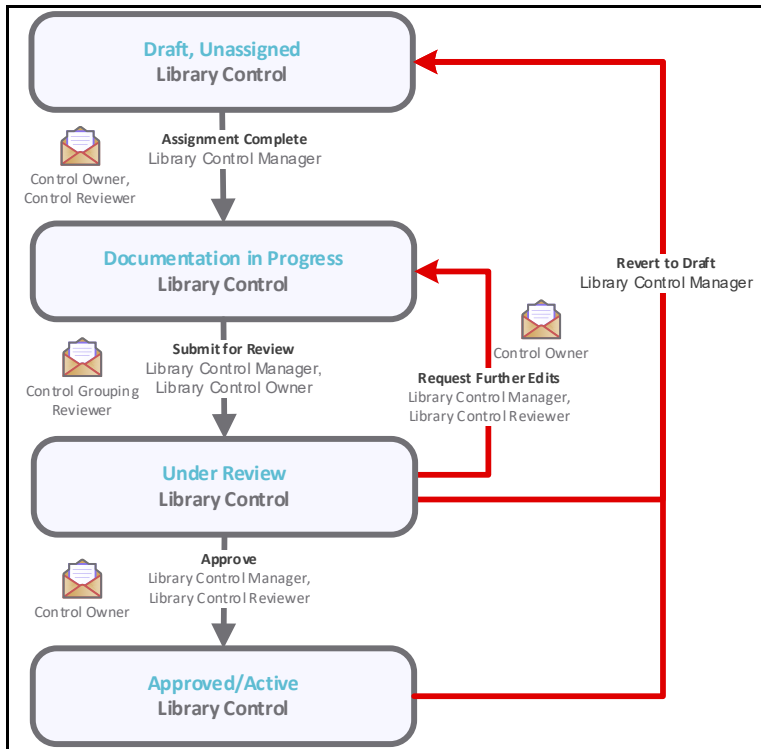 Draft, Unassigned
Library Control
Assignment Complete
Library Control Manager
Control Owner,
Control Reviewer
Documentation in Progress
Library Control
Revert to Draft
Library Control Manager
Submit for Review
Library Control Manager,
Library Control Owner
Control Grouping
Reviewer
Control Owner
Request Further Edits
Library Control Manager,
Library Control Reviewer
Under Review
Library Control
Approve
Library Control Manager,
Library Control Reviewer
Control Owner
Approved/Active
Library Control